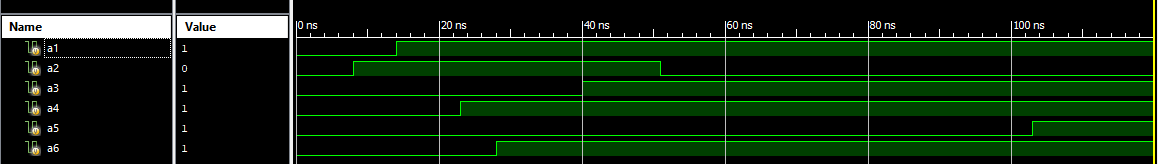 Name Value
0 ns 20 ns 40 ns 60 ns 80 ns 100 ns
a1 1
a2 0
a3 1
a4 1
a5 1
a6 1